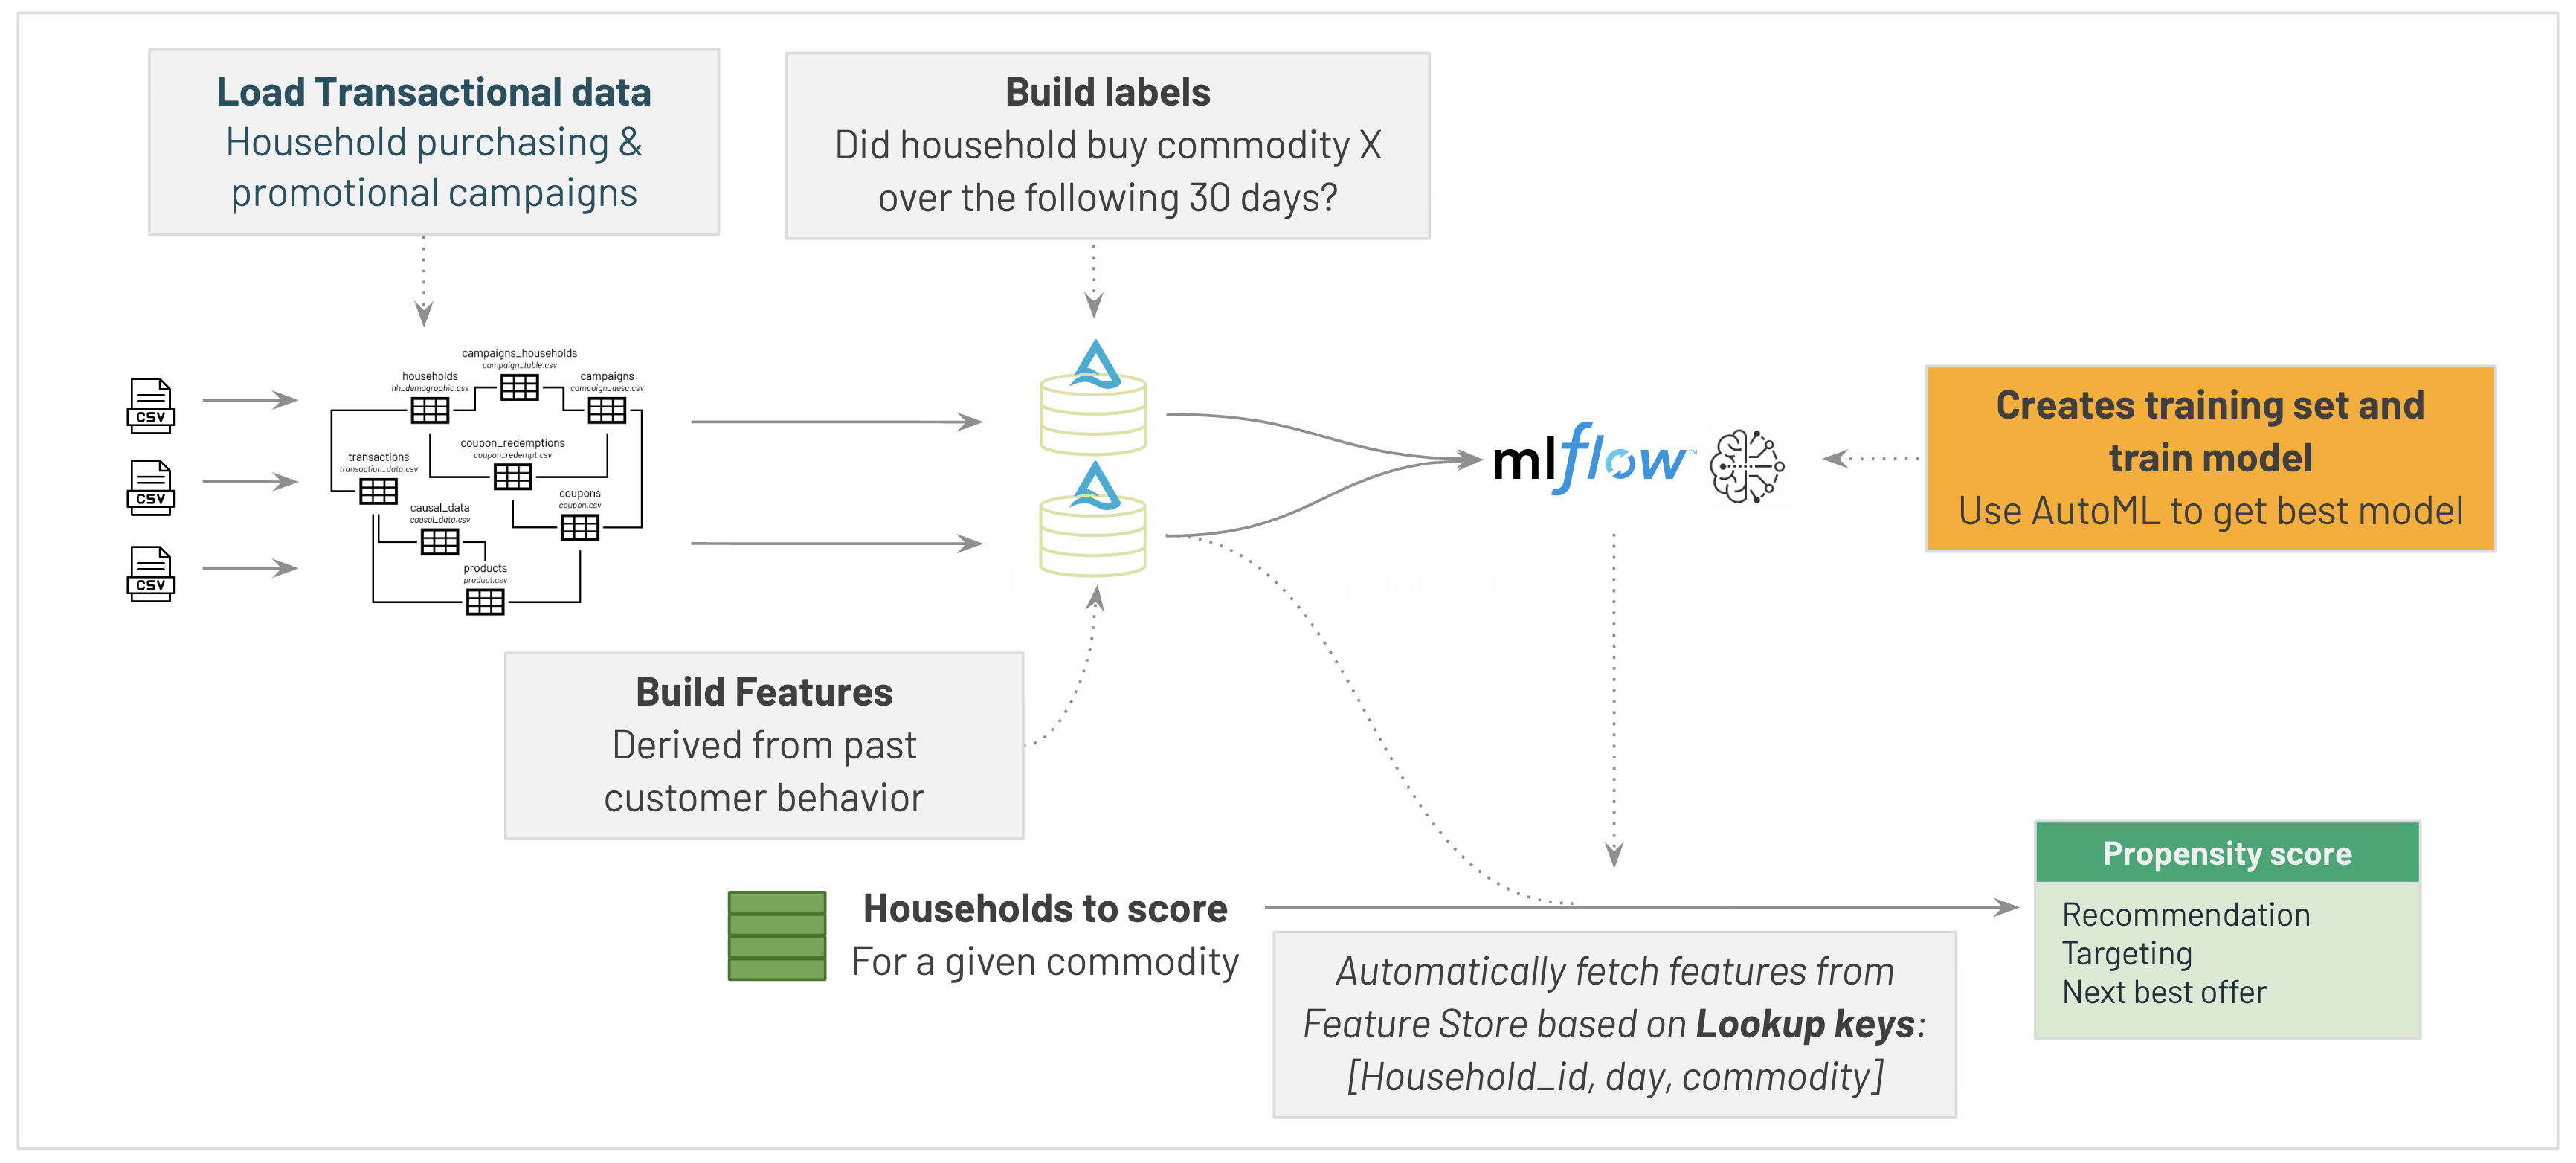 Load Transactional data
Household purchasing &
promotional campaigns
Build labels
Did household buy commodity X
over the following 30 days?
CSV
CSV
CSV
campaigns_households
campaign_table.csv
households
hh_demographic.csv
campaigns
campaign_desc.csv
coupon_redemptions
coupon_redempt.csv
transactions
transaction_data.csv
coupons
coupon.csv
causal_data
causal_data.csv
products
product.csv
mlflow™
Creates training set and
train model
Use AutoML to get best model
Build Features
Derived from past
customer behavior
Households to score
For a given commodity
Automatically fetch features from
Feature Store based on Lookup keys:
[Household_id, day, commodity]
Propensity score
Recommendation
Targeting
Next best offer